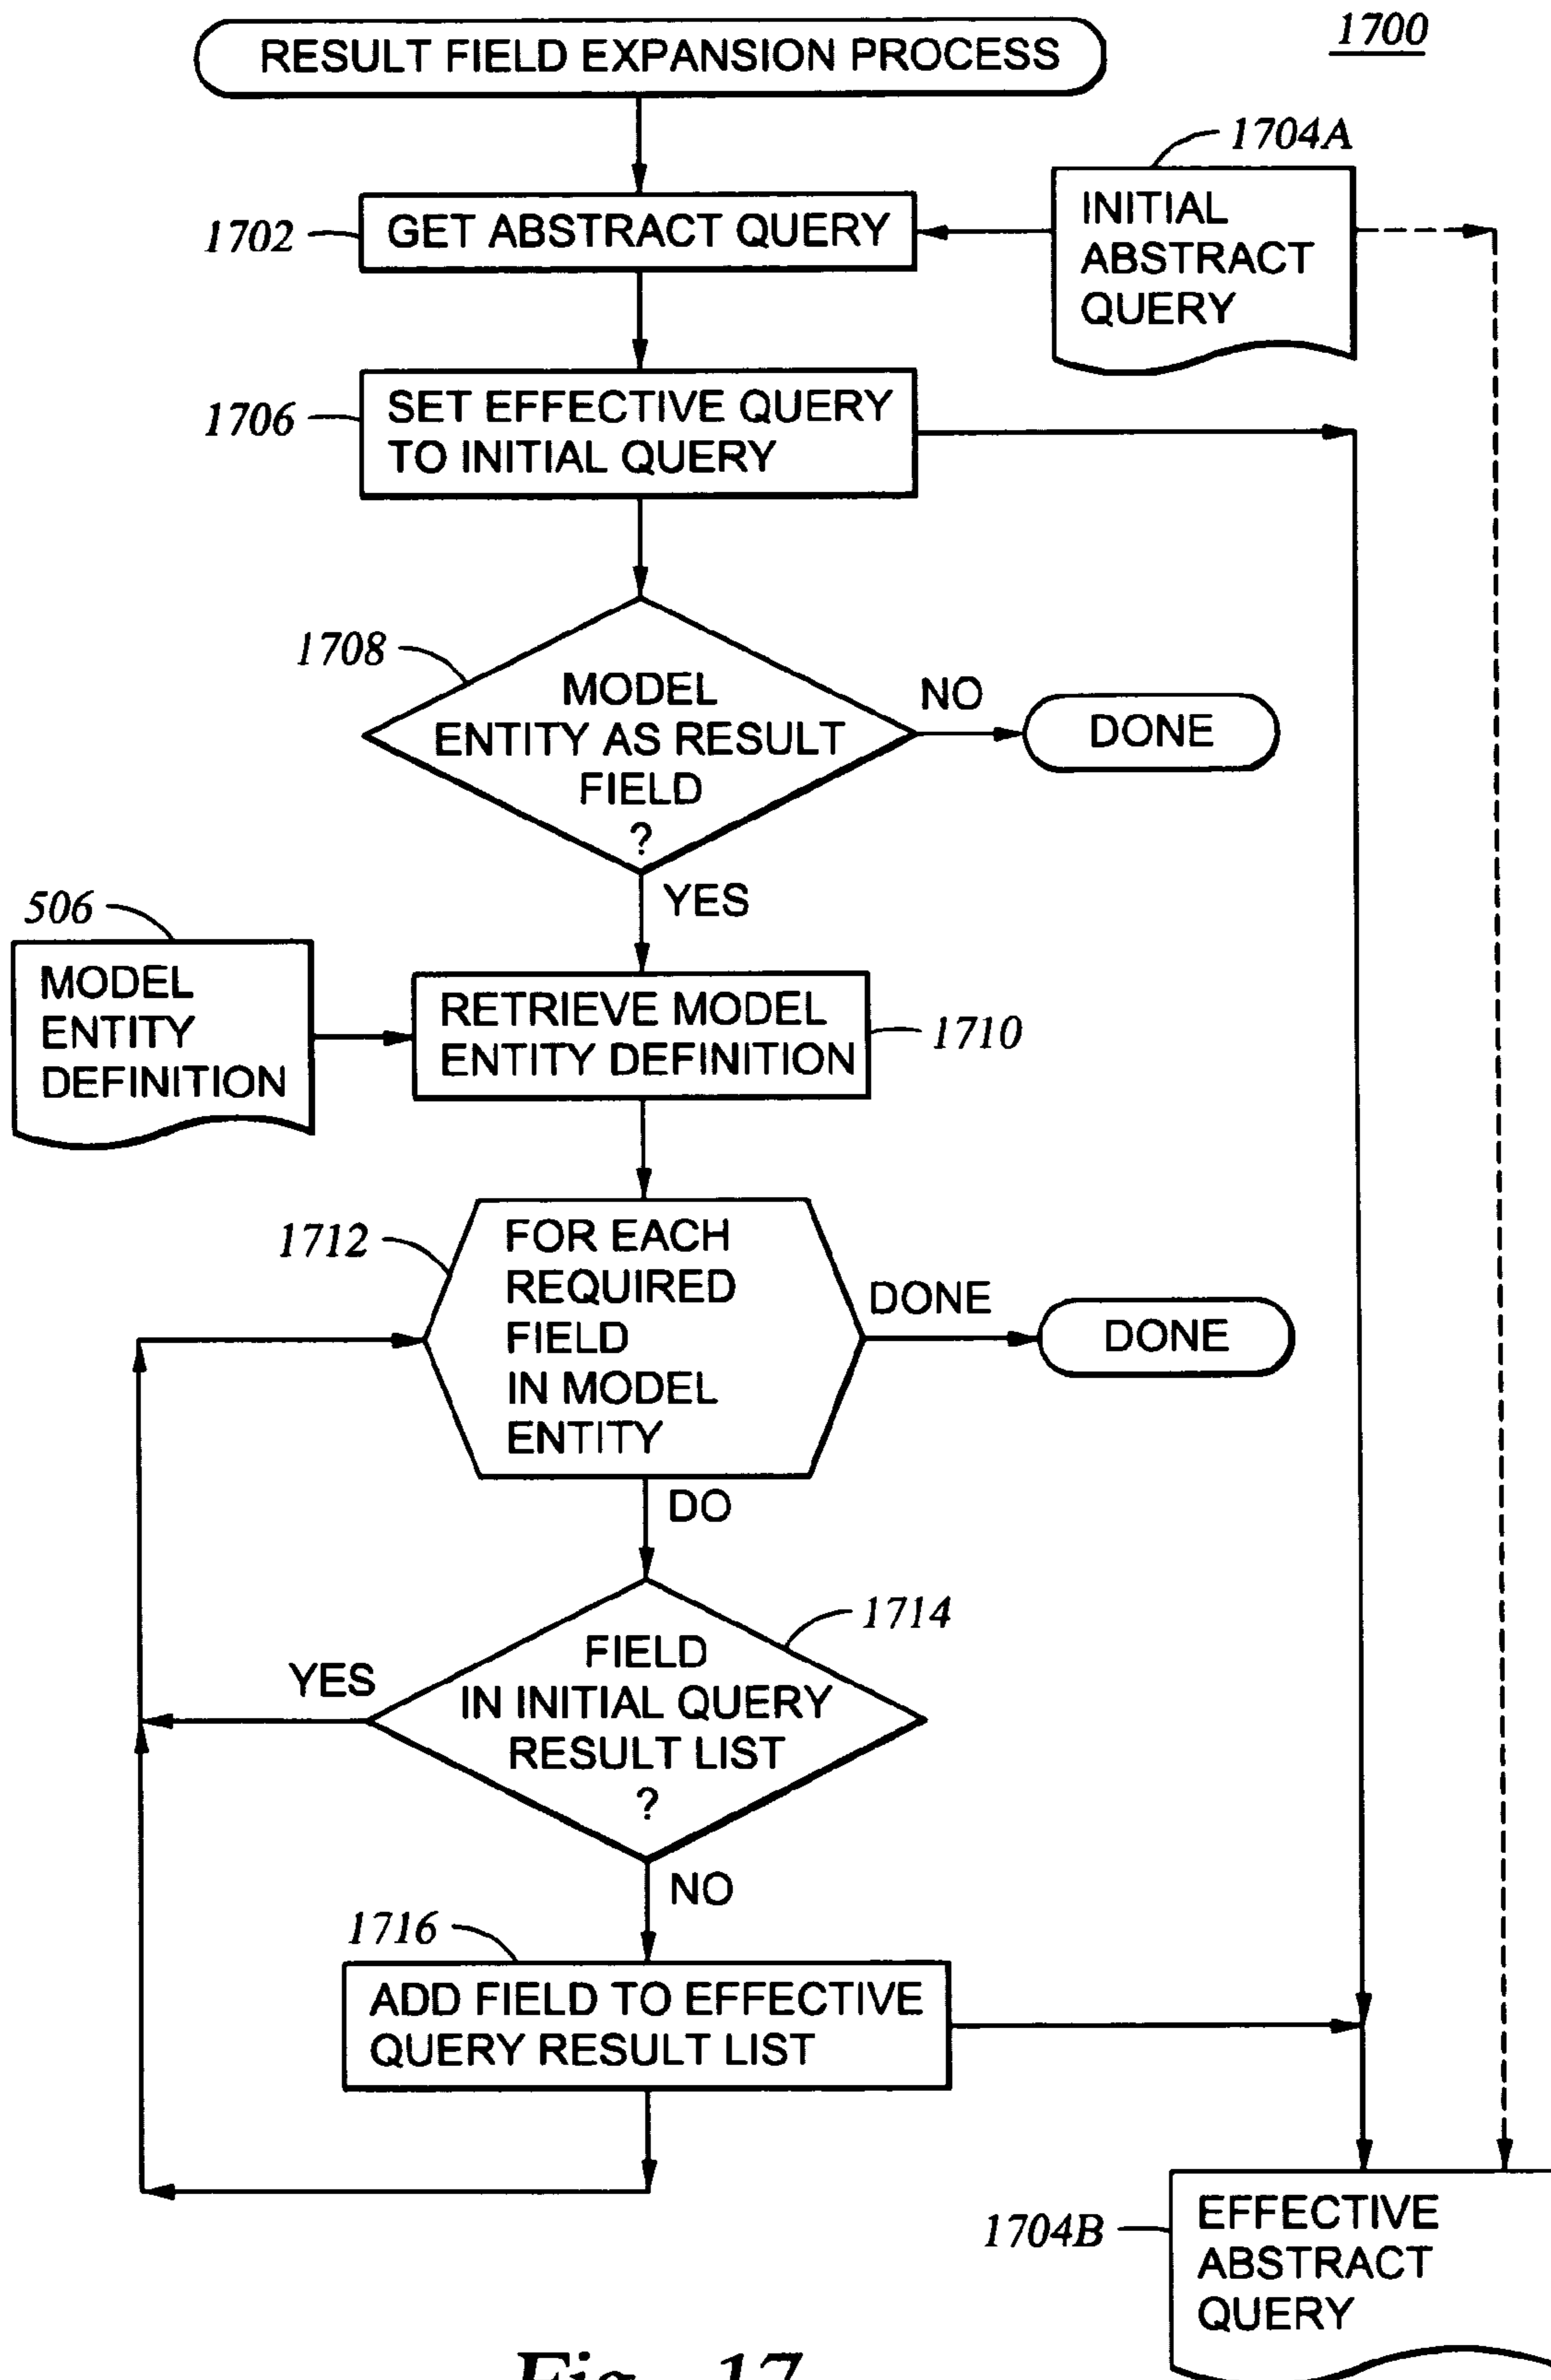 1700
RESULT FIELD EXPANSION PROCESS
1704A
INITIAL
ABSTRACT
QUERY
1702
GET ABSTRACT QUERY
1706
SET EFFECTIVE QUERY
TO INITIAL QUERY
1708
MODEL
ENTITY AS RESULT
FIELD
?
NO
DONE
YES
506
MODEL
ENTITY
DEFINITION
RETRIEVE MODEL
ENTITY DEFINITION
1710
1712
FOR EACH
REQUIRED
FIELD
IN MODEL
ENTITY
DONE
DONE
DO
1714
FIELD
IN INITIAL QUERY
RESULT LIST
?
YES
NO
1716
ADD FIELD TO EFFECTIVE
QUERY RESULT LIST
1704B
EFFECTIVE
ABSTRACT
QUERY
Fig. 17